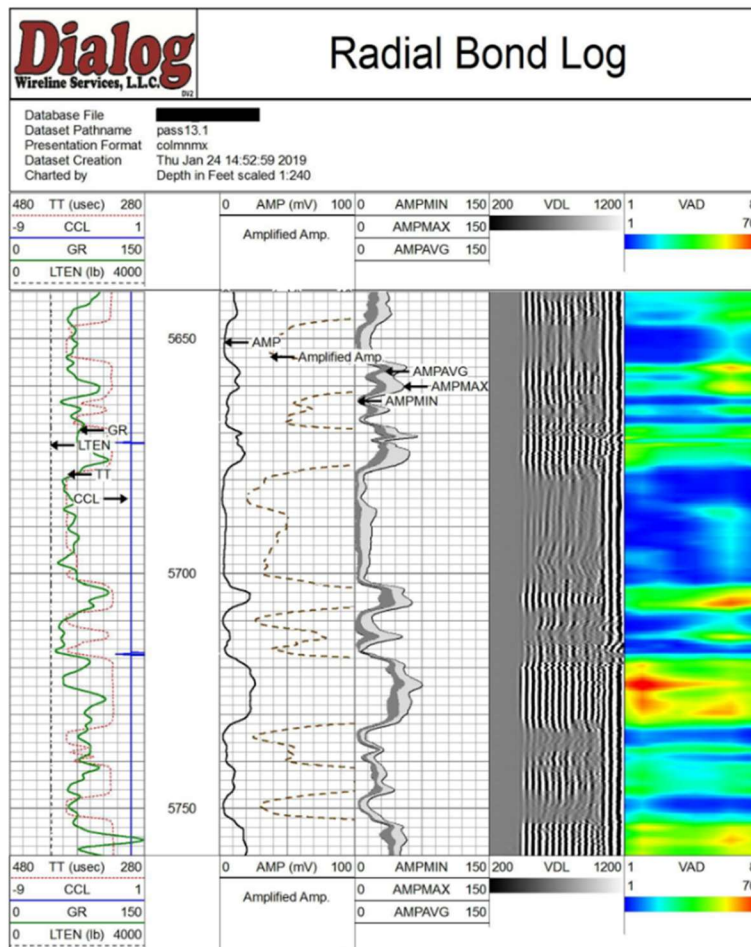 Dialog
Wireline Services, L.L.C.
DV2
Radial Bond Log
Database File
Dataset Pathname pass13.1
Presentation Format colmnmx
Dataset Creation Thu Jan 24 14:52:59 2019
Charted by Depth in Feet scaled 1:240
480 TT (usec) 280
-9 CCL 1
0 GR 150
0 LTEN (lb) 4000
0 AMP (mV) 100
Amplified Amp.
0 AMPMIN 150
0 AMPMAX 150
0 AMPAVG 150
200 VDL 1200
1 VAD 8
1 70
5650
AMP
Amplified Amp.
AMPAVG
AMPMAX
AMPMIN
GR
LTEN
TT
CCL
5700
5750
480 TT (usec) 280
-9 CCL 1
0 GR 150
0 LTEN (lb) 4000
0 AMP (mV) 100
Amplified Amp.
0 AMPMIN 150
0 AMPMAX 150
0 AMPAVG 150
200 VDL 1200
1 VAD 8
1 70